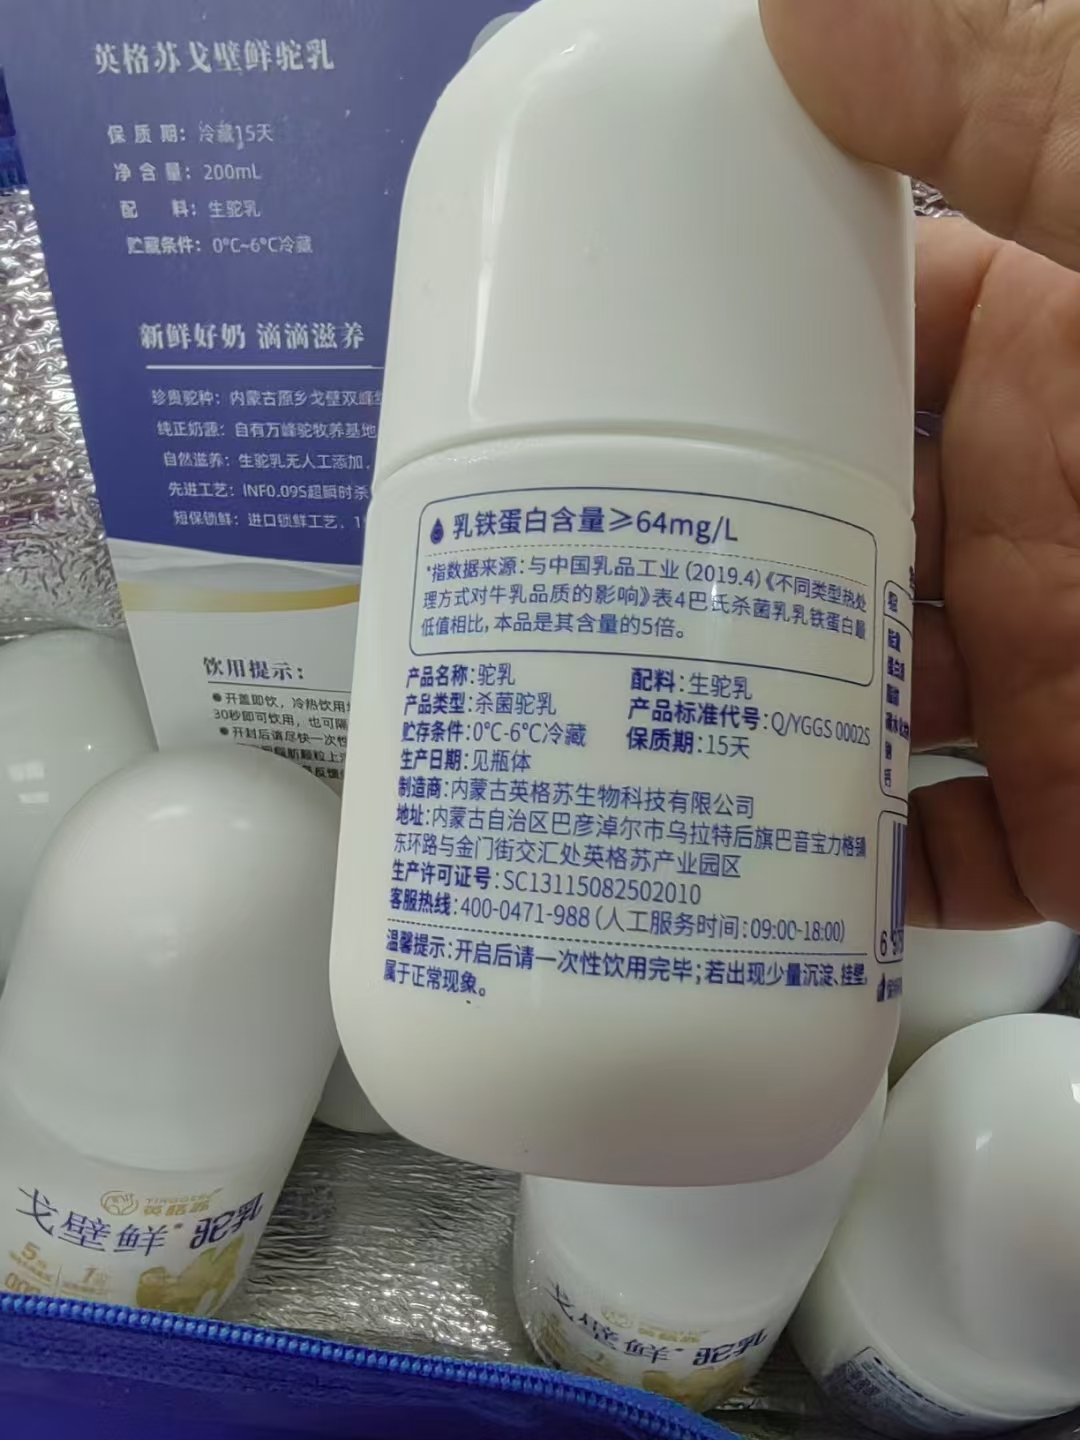 英格苏戈壁鲜驼乳
保质期：冷藏15天
净含量：200mL
配料：生驼乳
贮藏条件：0°C~6°C冷藏
新鲜好奶 滴滴滋养
珍贵驼种：内蒙古原乡戈壁双峰
纯正奶源：自有万峰驼牧养基地
自然滋养：生驼乳无人工添加，
先进工艺：INF0.09S超瞬时杀
短保锁鲜：进口锁鲜工艺，1
饮用提示：
●开盖即饮，冷热饮用
30秒即可饮用，也可隔
●开封后请尽快一次性
脂肪颗粒上
乳铁蛋白含量≥64mg/L
*指数据来源：与中国乳品工业（2019.4）《不同类型热处
理方式对牛乳品质的影响》表4巴氏杀菌乳乳铁蛋白最
低值相比，本品是其含量的5倍。
产品名称：驼乳
配料：生驼乳
产品类型：杀菌驼乳
产品标准代号：Q/YGGS 0002S
贮存条件：0°C-6°C冷藏
保质期：15天
生产日期：见瓶体
制造商：内蒙古英格苏生物科技有限公司
地址：内蒙古自治区巴彦淖尔市乌拉特后旗巴音宝力格镇
东环路与金门街交汇处英格苏产业园区
生产许可证号：SC13115082502010
客服热线：400-0471-988（人工服务时间：09:00-18:00）
温馨提示：开启后请一次性饮用完毕；若出现少量沉淀、挂壁，
属于正常现象。
英格苏
戈壁鲜驼乳
戈壁鲜驼乳